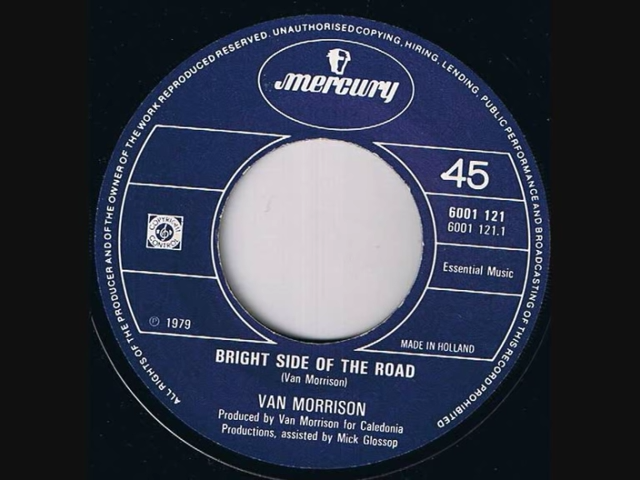 ALL RIGHTS OF THE PRODUCER AND OF THE OWNER OF THE WORK REPRODUCED RESERVED. UNAUTHORISED COPYING, HIRING, LENDING, PUBLIC PERFORMANCE AND BROADCASTING OF THIS RECORD PROHIBITED
mercury
45
6001 121
6001 121.1
COPYRIGHT
CONTROL
Essential Music
℗ 1979
MADE IN HOLLAND
BRIGHT SIDE OF THE ROAD
(Van Morrison)
VAN MORRISON
Produced by Van Morrison for Caledonia
Productions, assisted by Mick Glossop